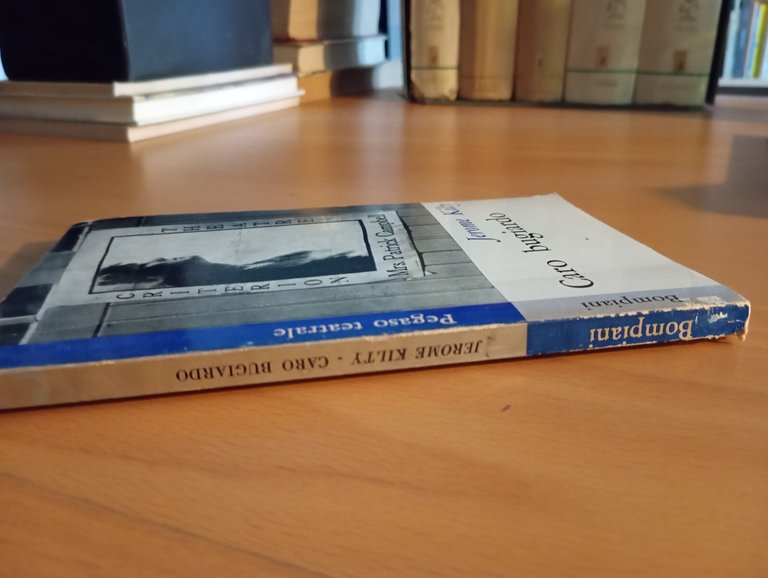 Jerome Kilty
Caro bugiardo
THEATRE
CRITERION
Mrs. Patrick Campbell
Pegaso teatrale
Bompiani
JEROME KILTY · CARO BUGIARDO
Bompiani